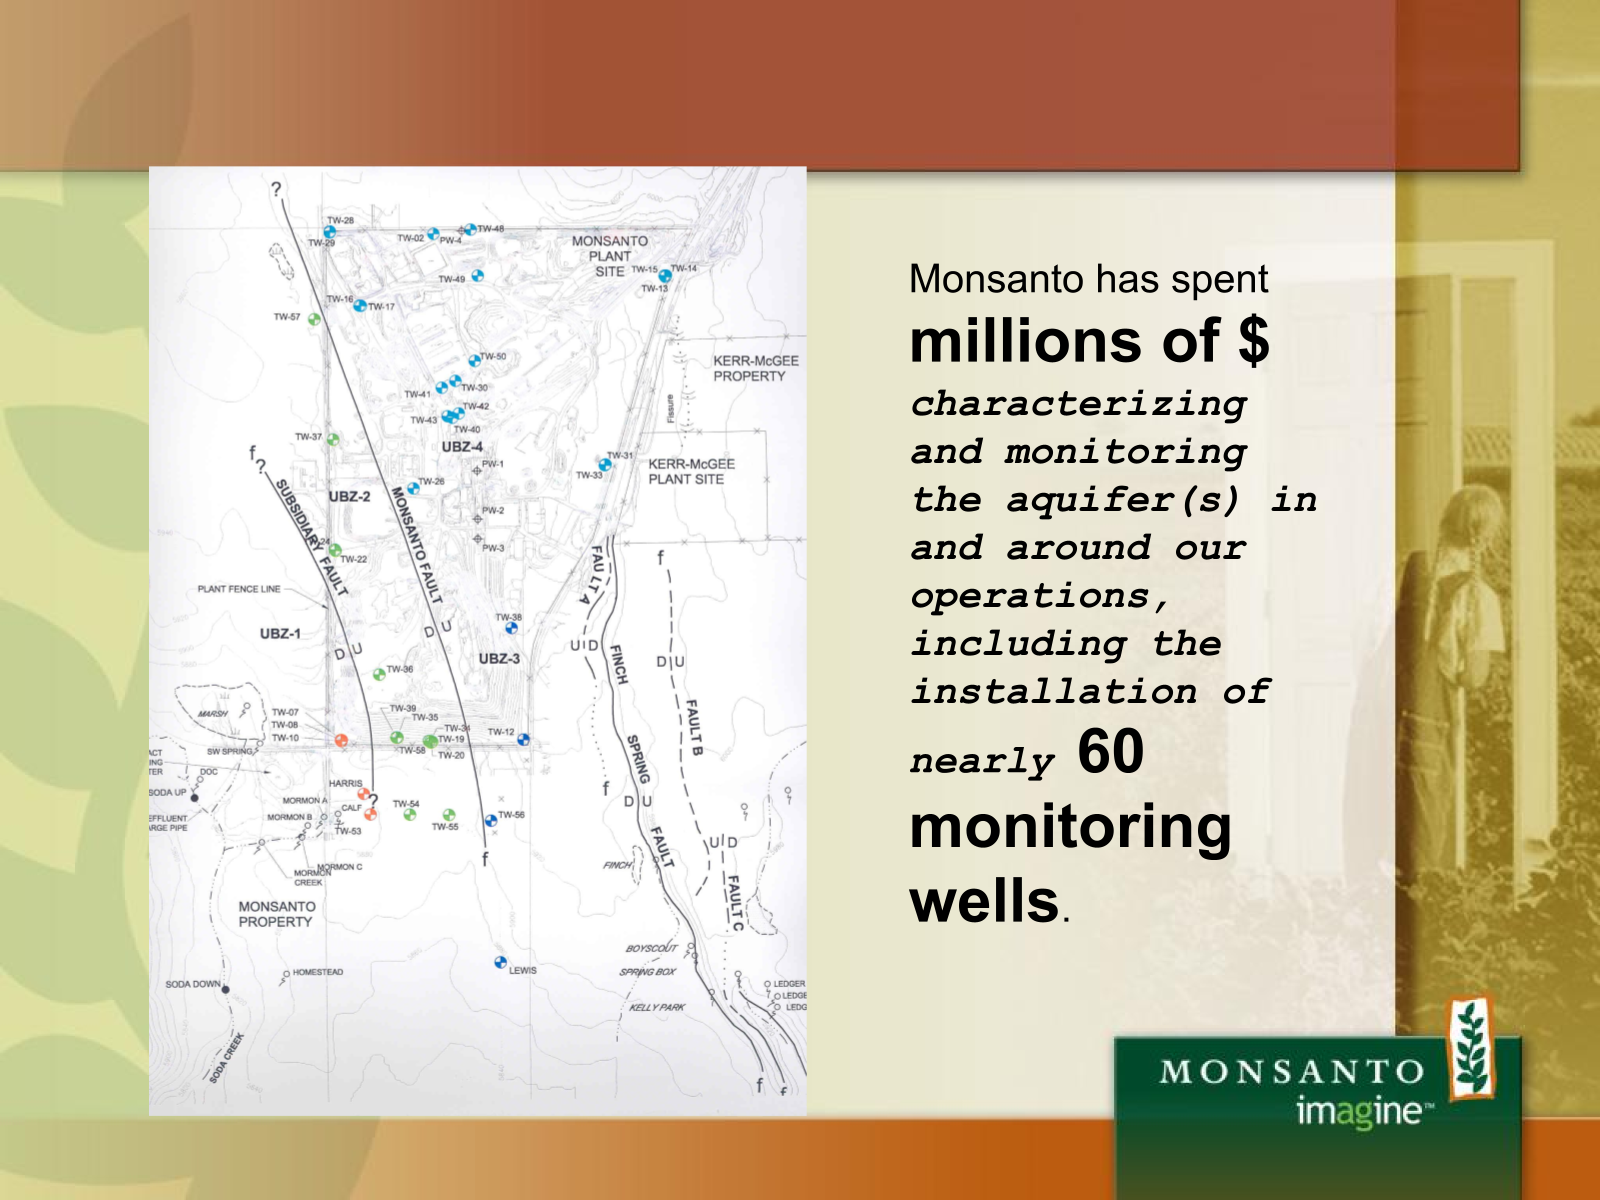 ?
TW-28
TW-29
TW-02
PW-4
TW-48
MONSANTO
PLANT
SITE
TW-15
TW-14
TW-13
TW-49
TW-16
TW-17
TW-57
TW-50
KERR-McGEE
PROPERTY
TW-41
TW-30
TW-42
TW-43
TW-40
Fissure
TW-37
UBZ-4
f
?
PW-1
TW-31
TW-33
KERR-McGEE
PLANT SITE
TW-26
UBZ-2
SUBSIDIARY FAULT
MONSANTO FAULT
PW-2
PW-3
TW-22
FAULT A
f
PLANT FENCE LINE
TW-38
UBZ-1
D U
D U
UBZ-3
U D
FINCH SPRING FAULT
D U
TW-36
FAULT B
MARSH
TW-07
TW-08
TW-10
TW-39
TW-35
TW-19
TW-58
TW-20
TW-12
SW SPRING
ACT
ING
TER
DOC
SODA UP
HARRIS
?
f
D U
MORMON A
CALF
TW-54
MORMON B
EFFLUENT
ARGE PIPE
TW-53
TW-55
TW-56
U D
f
FINCH
MORMON C
MORMON
CREEK
FAULT C
MONSANTO
PROPERTY
BOYSCOUT
SPRING BOX
KELLY PARK
LEWIS
HOMESTEAD
SODA DOWN
LEDGER
LEDGE
LEDG
SODA CREEK
f
f
Monsanto has spent
millions of $
characterizing
and monitoring
the aquifer(s) in
and around our
operations,
including the
installation of
nearly 60
monitoring
wells.
MONSANTO
imagine™